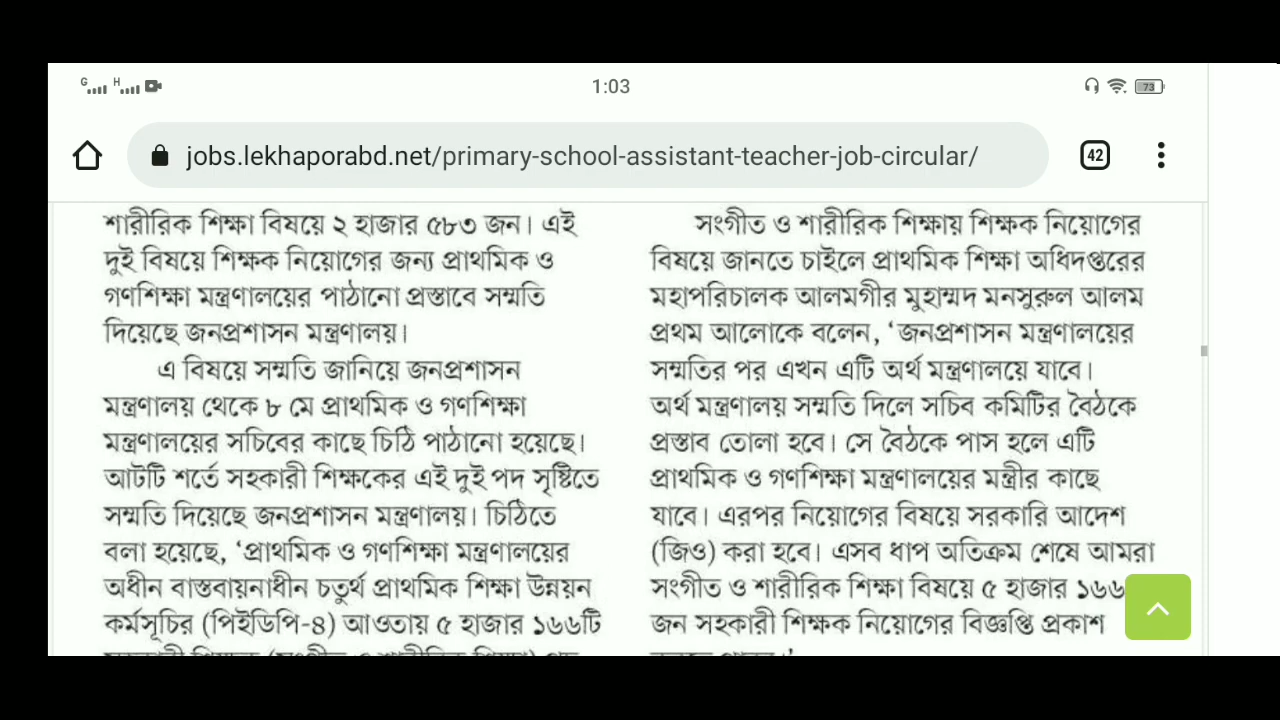 G H 1:03 73
jobs.lekhaporabd.net/primary-school-assistant-teacher-job-circular/ 42
শারীরিক শিক্ষা বিষয়ে ২ হাজার ৫৮৩ জন। এই
দুই বিষয়ে শিক্ষক নিয়োগের জন্য প্রাথমিক ও
গণশিক্ষা মন্ত্রণালয়ের পাঠানো প্রস্তাবে সম্মতি
দিয়েছে জনপ্রশাসন মন্ত্রণালয়।
এ বিষয়ে সম্মতি জানিয়ে জনপ্রশাসন
মন্ত্রণালয় থেকে ৮ মে প্রাথমিক ও গণশিক্ষা
মন্ত্রণালয়ের সচিবের কাছে চিঠি পাঠানো হয়েছে।
আটটি শর্তে সহকারী শিক্ষকের এই দুই পদ সৃষ্টিতে
সম্মতি দিয়েছে জনপ্রশাসন মন্ত্রণালয়। চিঠিতে
বলা হয়েছে, ‘প্রাথমিক ও গণশিক্ষা মন্ত্রণালয়ের
অধীন বাস্তবায়নাধীন চতুর্থ প্রাথমিক শিক্ষা উন্নয়ন
কর্মসূচির (পিইডিপি-৪) আওতায় ৫ হাজার ১৬৬টি
সংগীত ও শারীরিক শিক্ষায় শিক্ষক নিয়োগের
বিষয়ে জানতে চাইলে প্রাথমিক শিক্ষা অধিদপ্তরের
মহাপরিচালক আলমগীর মুহাম্মদ মনসুরুল আলম
প্রথম আলোকে বলেন, ‘জনপ্রশাসন মন্ত্রণালয়ের
সম্মতির পর এখন এটি অর্থ মন্ত্রণালয়ে যাবে।
অর্থ মন্ত্রণালয় সম্মতি দিলে সচিব কমিটির বৈঠকে
প্রস্তাব তোলা হবে। সে বৈঠকে পাস হলে এটি
প্রাথমিক ও গণশিক্ষা মন্ত্রণালয়ের মন্ত্রীর কাছে
যাবে। এরপর নিয়োগের বিষয়ে সরকারি আদেশ
(জিও) করা হবে। এসব ধাপ অতিক্রম শেষে আমরা
সংগীত ও শারীরিক শিক্ষা বিষয়ে ৫ হাজার ১৬৬
জন সহকারী শিক্ষক নিয়োগের বিজ্ঞপ্তি প্রকাশ